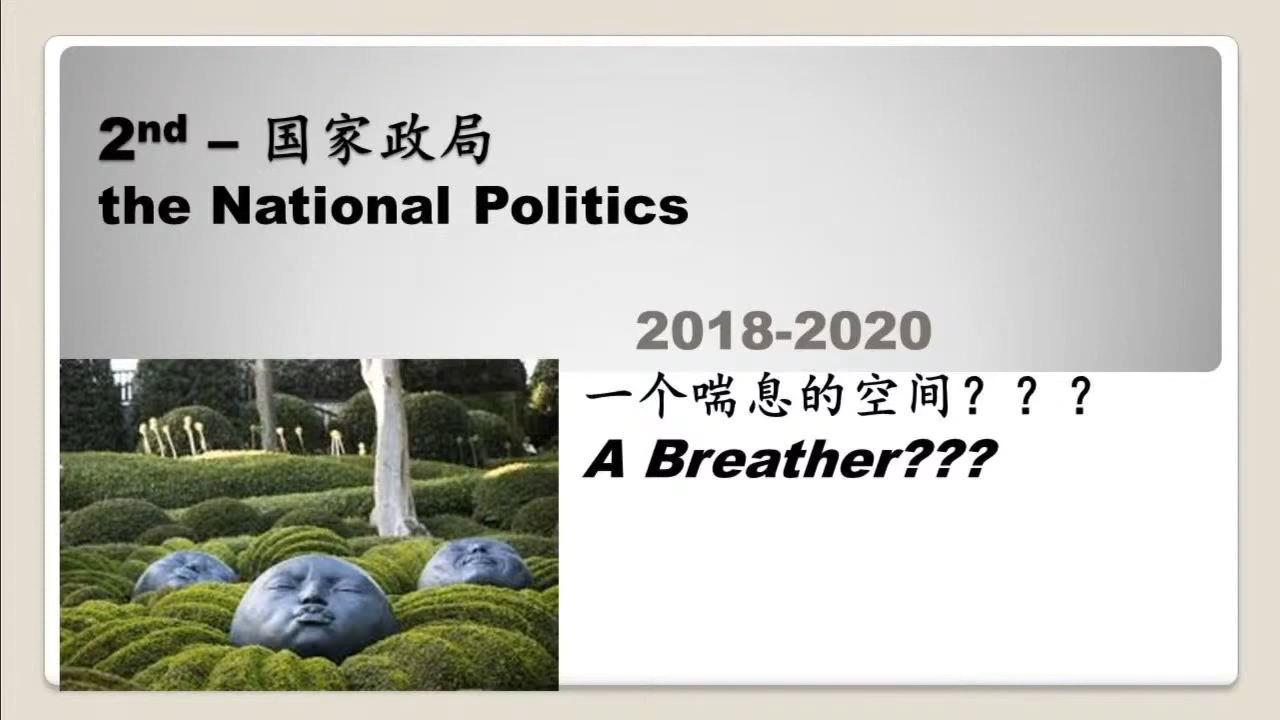 2nd – 国家政局
the National Politics
2018-2020
一个喘息的空间？？？
A Breather???